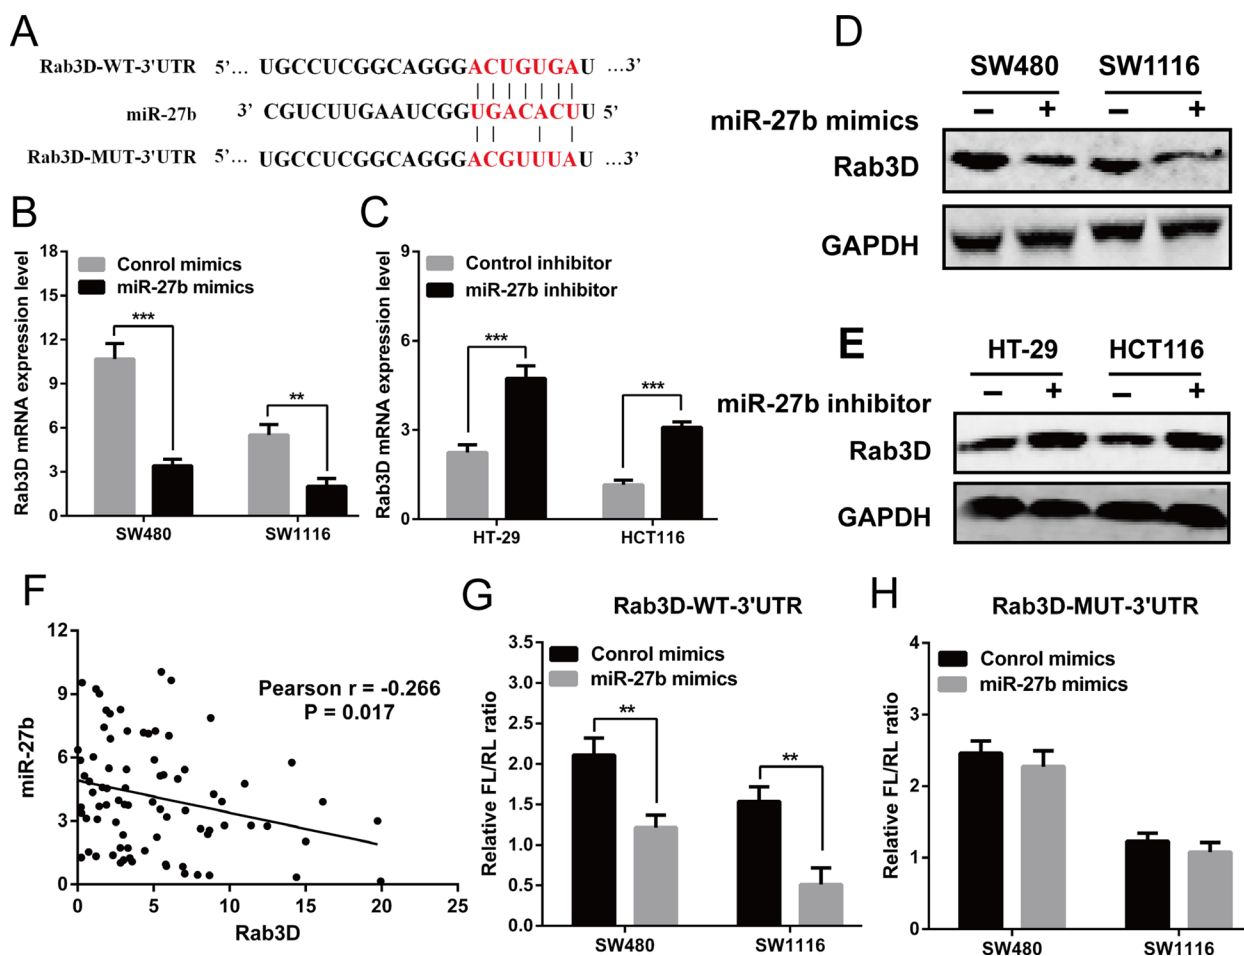 A
Rab3D-WT-3'UTR 5'... UGCCUCGGCAGGGACUGUGAU ...3'
miR-27b 3' CGUCUUGAAUCGGUGACACUU 5'
Rab3D-MUT-3'UTR 5'... UGCCUCGGCAGGGACGUUUAU ...3'
B
Rab3D mRNA expression level
18
15
12
9
6
3
0
Conrol mimics
miR-27b mimics
***
**
SW480 SW1116
C
Rab3D mRNA expression level
9
6
3
0
Control inhibitor
miR-27b inhibitor
***
***
HT-29 HCT116
D
SW480 SW1116
miR-27b mimics − + − +
Rab3D
GAPDH
E
HT-29 HCT116
miR-27b inhibitor − + − +
Rab3D
GAPDH
F
miR-27b
12
9
6
3
0
Pearson r = -0.266
P = 0.017
0 5 10 15 20 25
Rab3D
G
Rab3D-WT-3'UTR
Relative FL/RL ratio
3.5
3.0
2.5
2.0
1.5
1.0
0.5
0.0
Conrol mimics
miR-27b mimics
**
**
SW480 SW1116
H
Rab3D-MUT-3'UTR
Relative FL/RL ratio
4
3
2
1
0
Conrol mimics
miR-27b mimics
SW480 SW1116